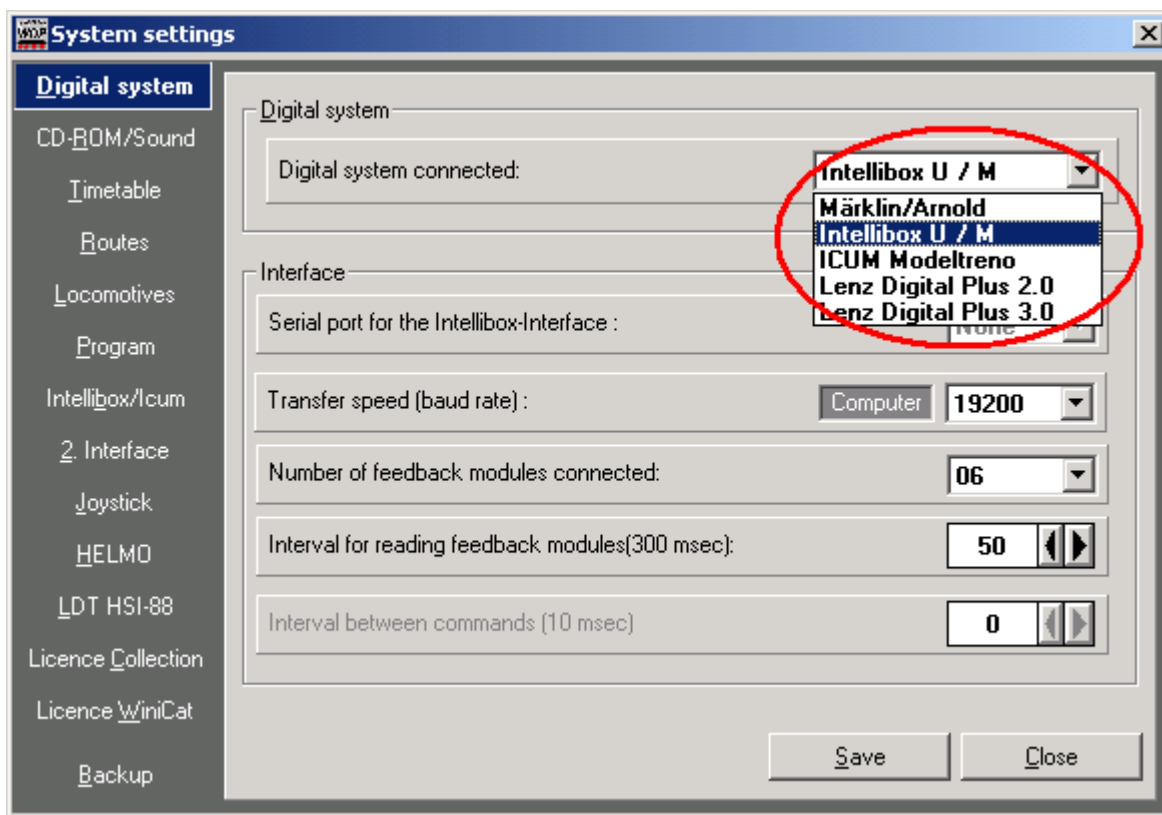 System settings
Digital system
CD-ROM/Sound
Timetable
Routes
Locomotives
Program
Intellibox/Icum
2. Interface
Joystick
HELMO
LDT HSI-88
Licence Collection
Licence WiniCat
Backup
Digital system
Digital system connected:
Intellibox U / M
Märklin/Arnold
Intellibox U / M
ICUM Modeltreno
Lenz Digital Plus 2.0
Lenz Digital Plus 3.0
Interface
Serial port for the Intellibox-Interface :
None
Transfer speed (baud rate) :
Computer
19200
Number of feedback modules connected:
06
Interval for reading feedback modules(300 msec):
50
Interval between commands (10 msec)
0
Save
Close